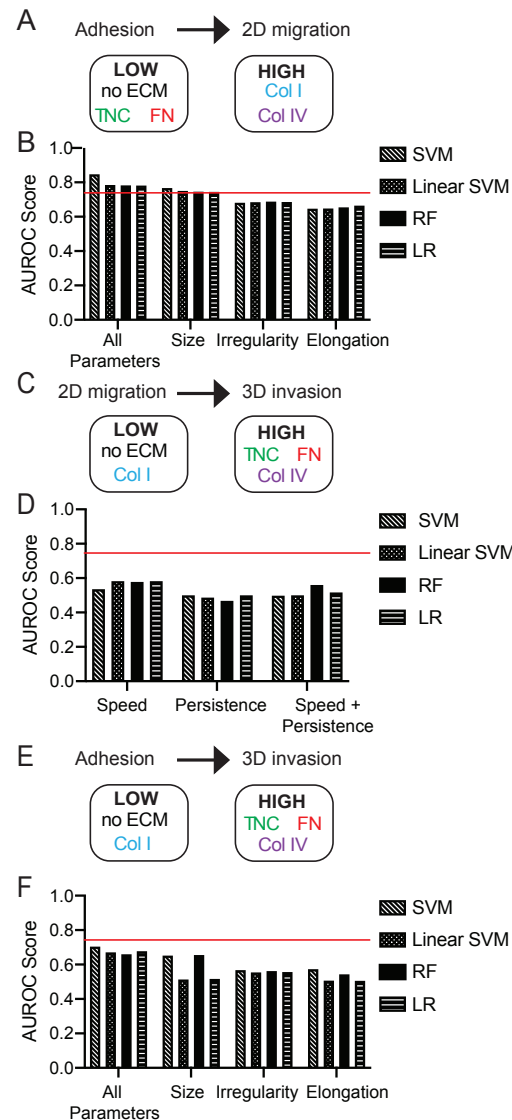 A
Adhesion 2D migration
LOW HIGH
no ECM Col I
TNC FN Col IV
B
AUROC Score
1.0
0.8
0.6
0.4
0.2
0.0
All Parameters Size Irregularity Elongation
SVM
Linear SVM
RF
LR
C
2D migration 3D invasion
LOW HIGH
no ECM TNC FN
Col I Col IV
D
AUROC Score
1.0
0.8
0.6
0.4
0.2
0.0
Speed Persistence Speed + Persistence
SVM
Linear SVM
RF
LR
E
Adhesion 3D invasion
LOW HIGH
no ECM TNC FN
Col I Col IV
F
AUROC Score
1.0
0.8
0.6
0.4
0.2
0.0
All Parameters Size Irregularity Elongation
SVM
Linear SVM
RF
LR